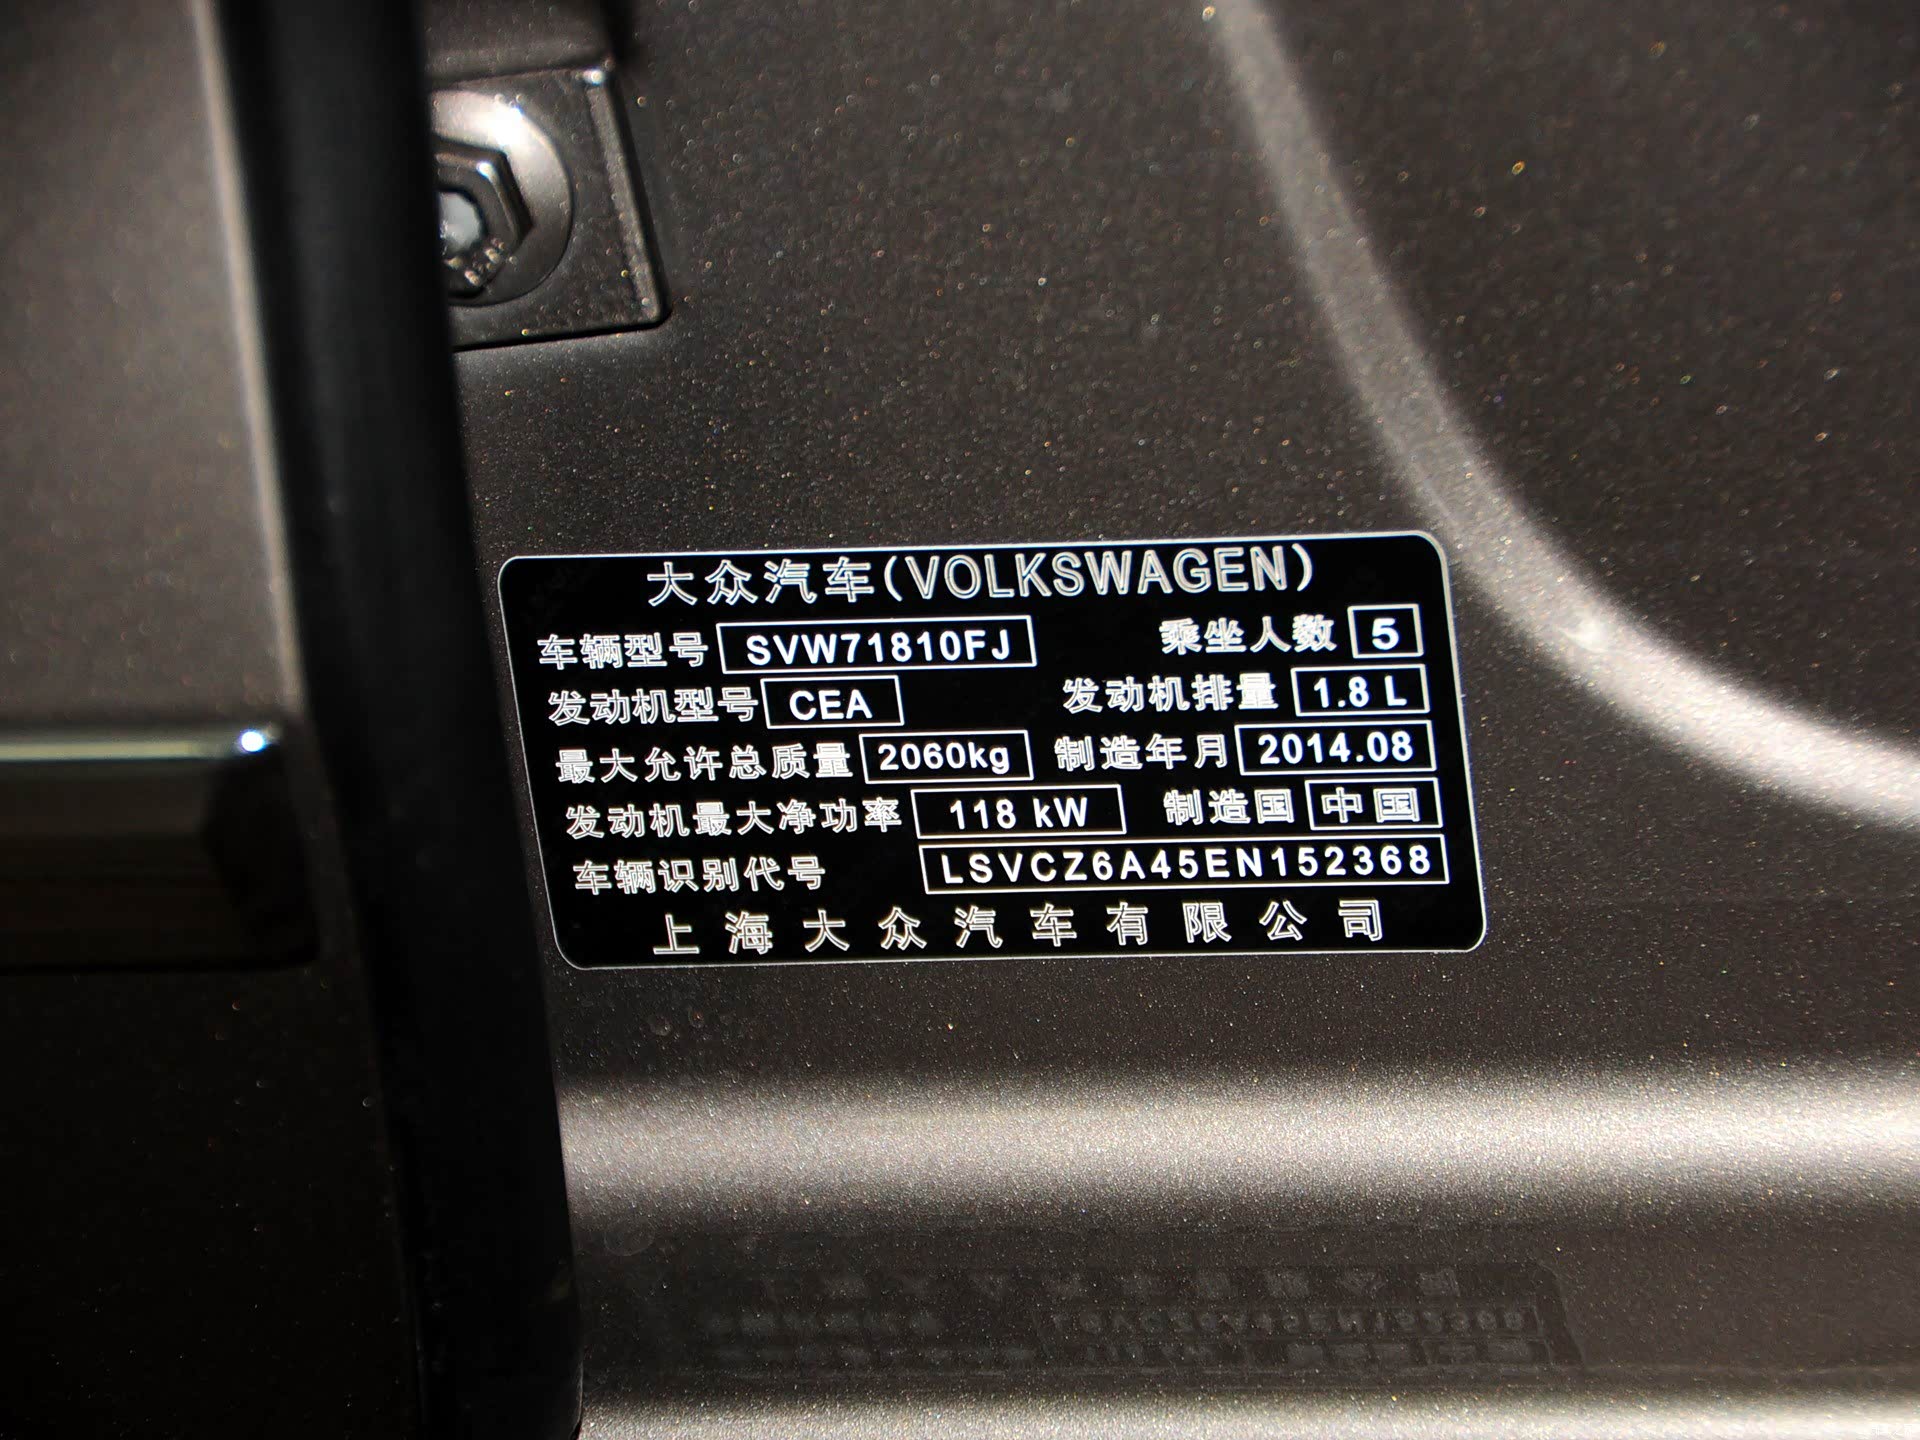 大众汽车(VOLKSWAGEN)
车辆型号 SVW71810FJ 乘坐人数 5
发动机型号 CEA 发动机排量 1.8 L
最大允许总质量 2060kg 制造年月 2014.08
发动机最大净功率 118 kW 制造国 中国
车辆识别代号 LSVCZ6A45EN152368
上海大众汽车有限公司